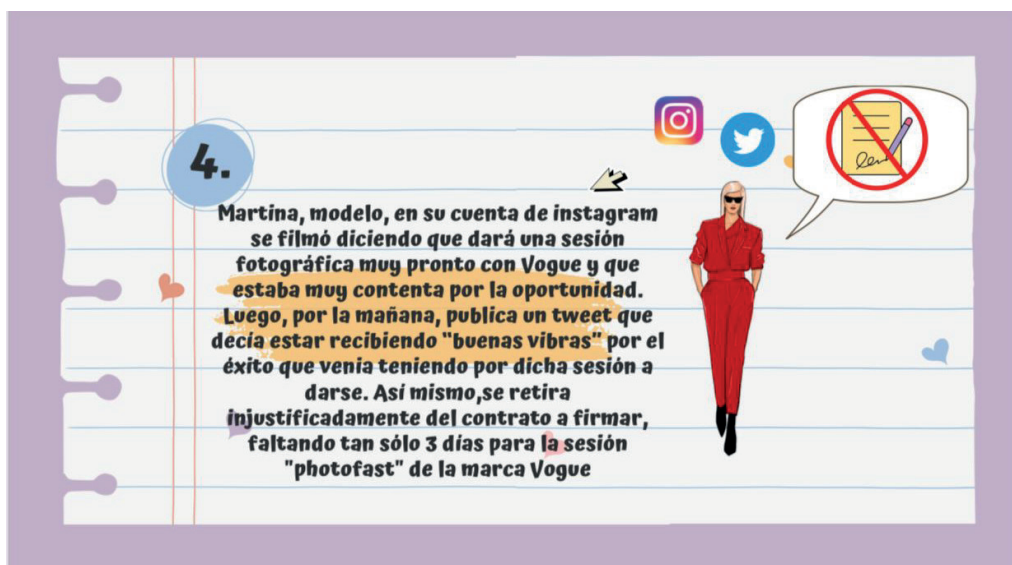 4.
Martina, modelo, en su cuenta de instagram
se filmó diciendo que dará una sesión
fotográfica muy pronto con Vogue y que
estaba muy contenta por la oportunidad.
Luego, por la mañana, publica un tweet que
decía estar recibiendo "buenas vibras" por el
éxito que venia teniendo por dicha sesión a
darse. Así mismo,se retira
injustificadamente del contrato a firmar,
faltando tan sólo 3 días para la sesión
"photofast" de la marca Vogue